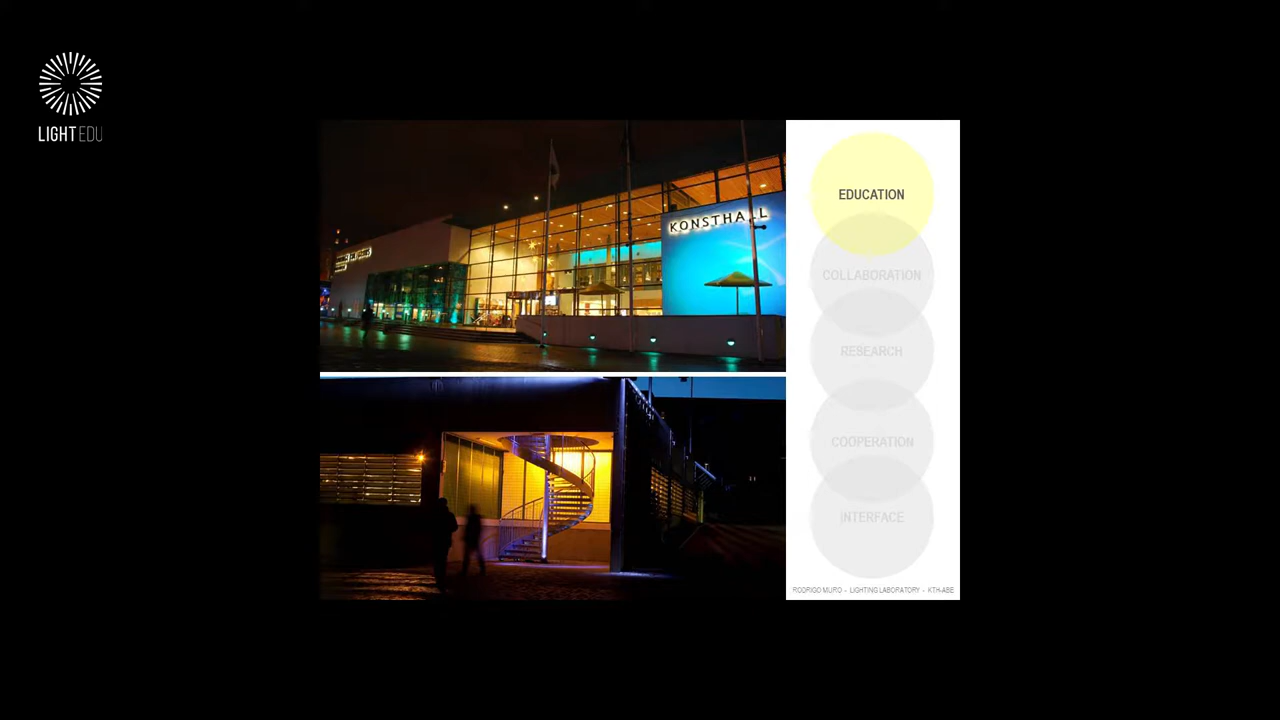 LIGHT EDU
KONSTHALL
EDUCATION
COLLABORATION
RESEARCH
COOPERATION
INTERFACE
RODRIGO MURO - LIGHTING LABORATORY - KTH-ABE